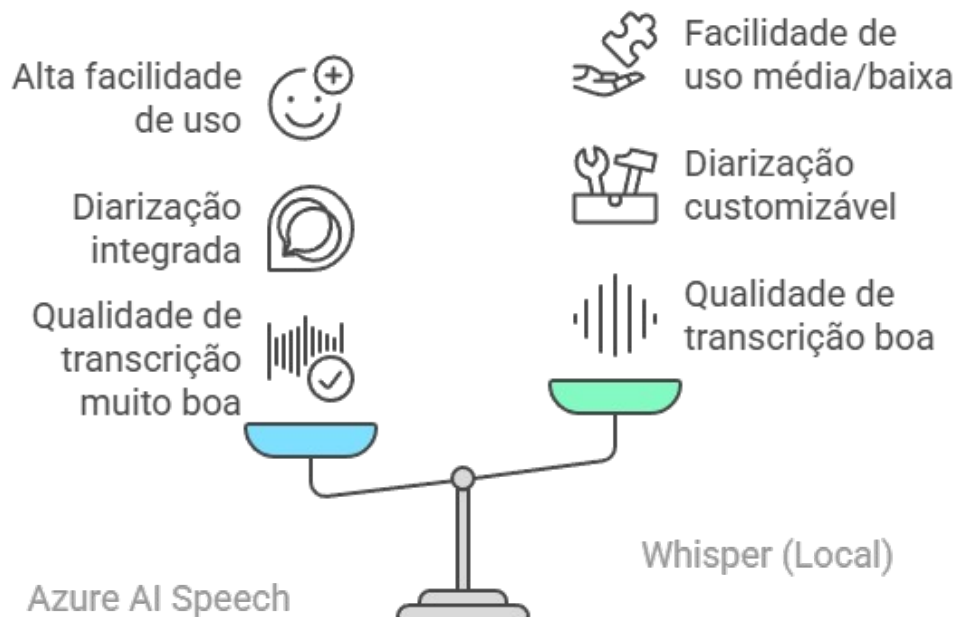 Alta facilidade
de uso
Diarização
integrada
Qualidade de
transcrição
muito boa
Azure AI Speech
Facilidade de
uso média/baixa
Diarização
customizável
Qualidade de
transcrição boa
Whisper (Local)